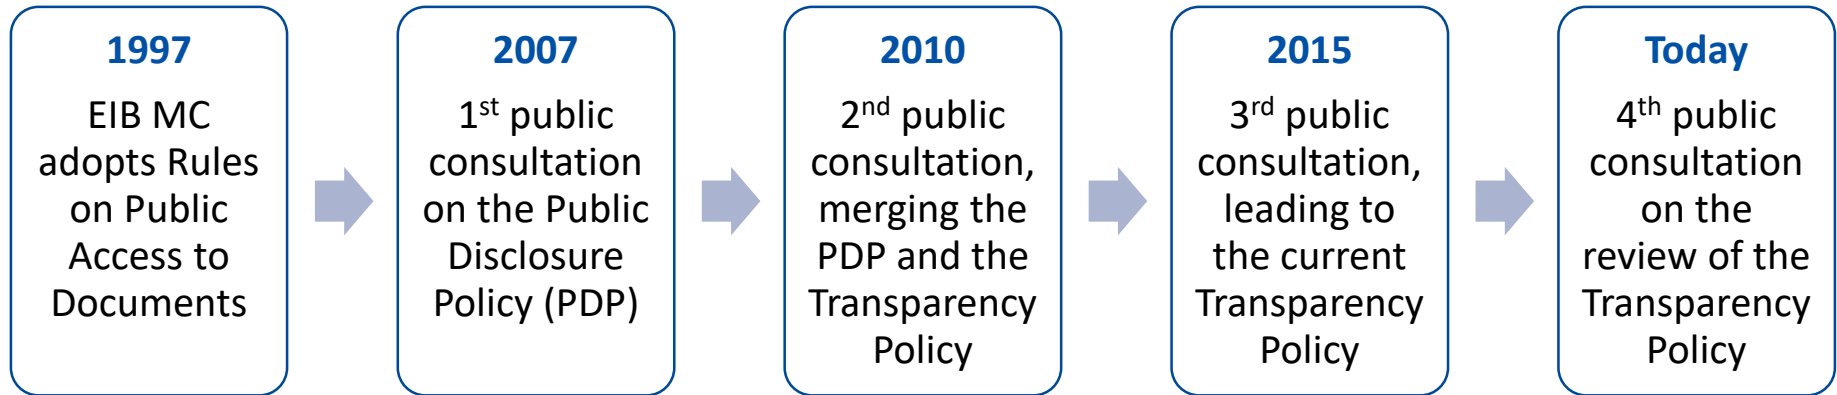 1997
EIB MC
adopts Rules
on Public
Access to
Documents
2007
1st public
consultation
on the Public
Disclosure
Policy (PDP)
2010
2nd public
consultation,
merging the
PDP and the
Transparency
Policy
2015
3rd public
consultation,
leading to
the current
Transparency
Policy
Today
4th public
consultation
on the
review of the
Transparency
Policy